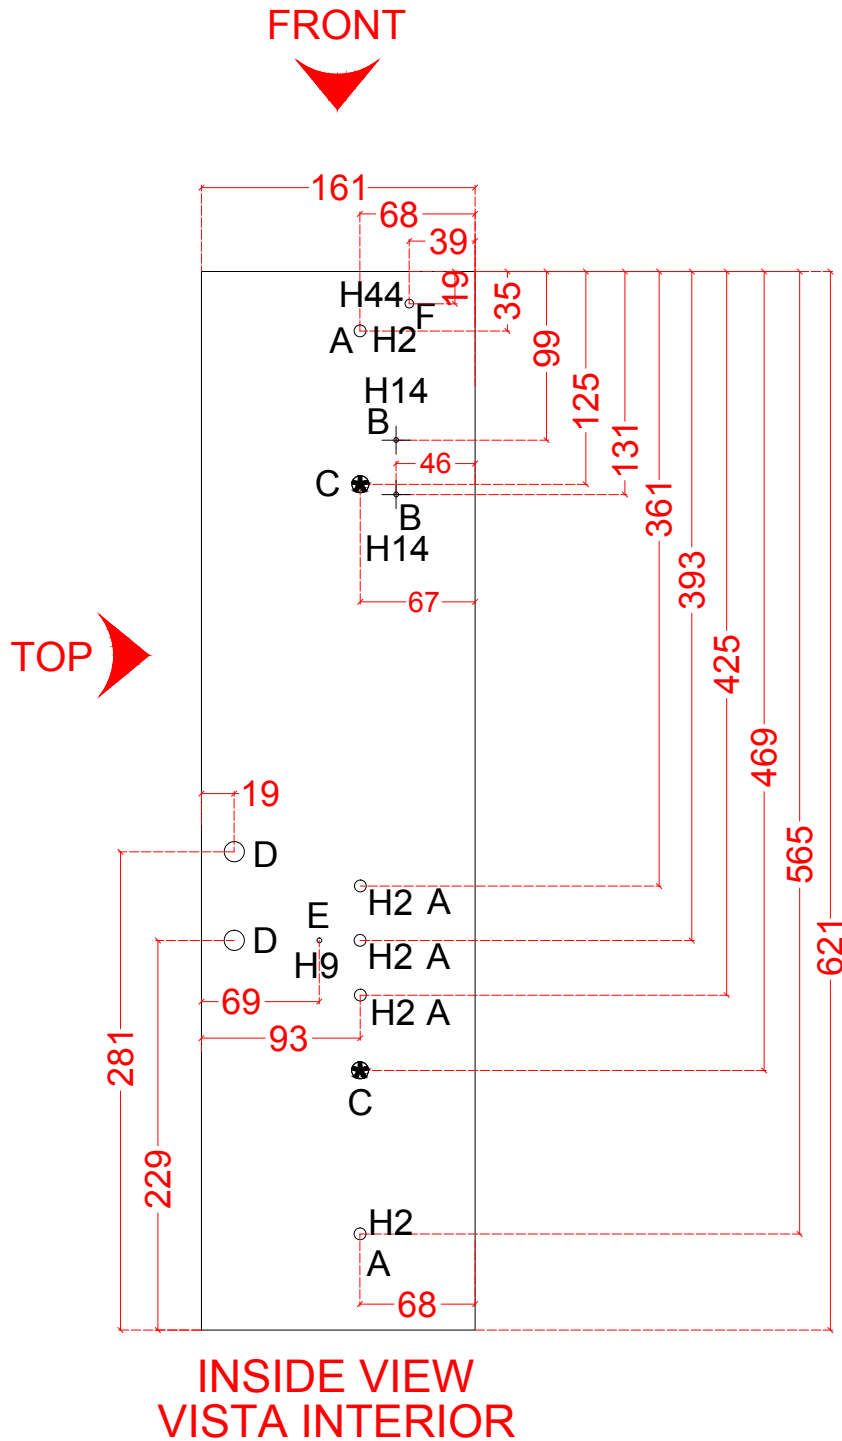 FRONT
161
68
39
19
35
99
125
131
361
393
425
469
565
621
H44
F
A H2
H14
B
46
C
B
H14
67
TOP
19
D
H2 A
E
D
H2 A
H9
69
H2 A
93
281
C
229
H2
A
68
INSIDE VIEW
VISTA INTERIOR